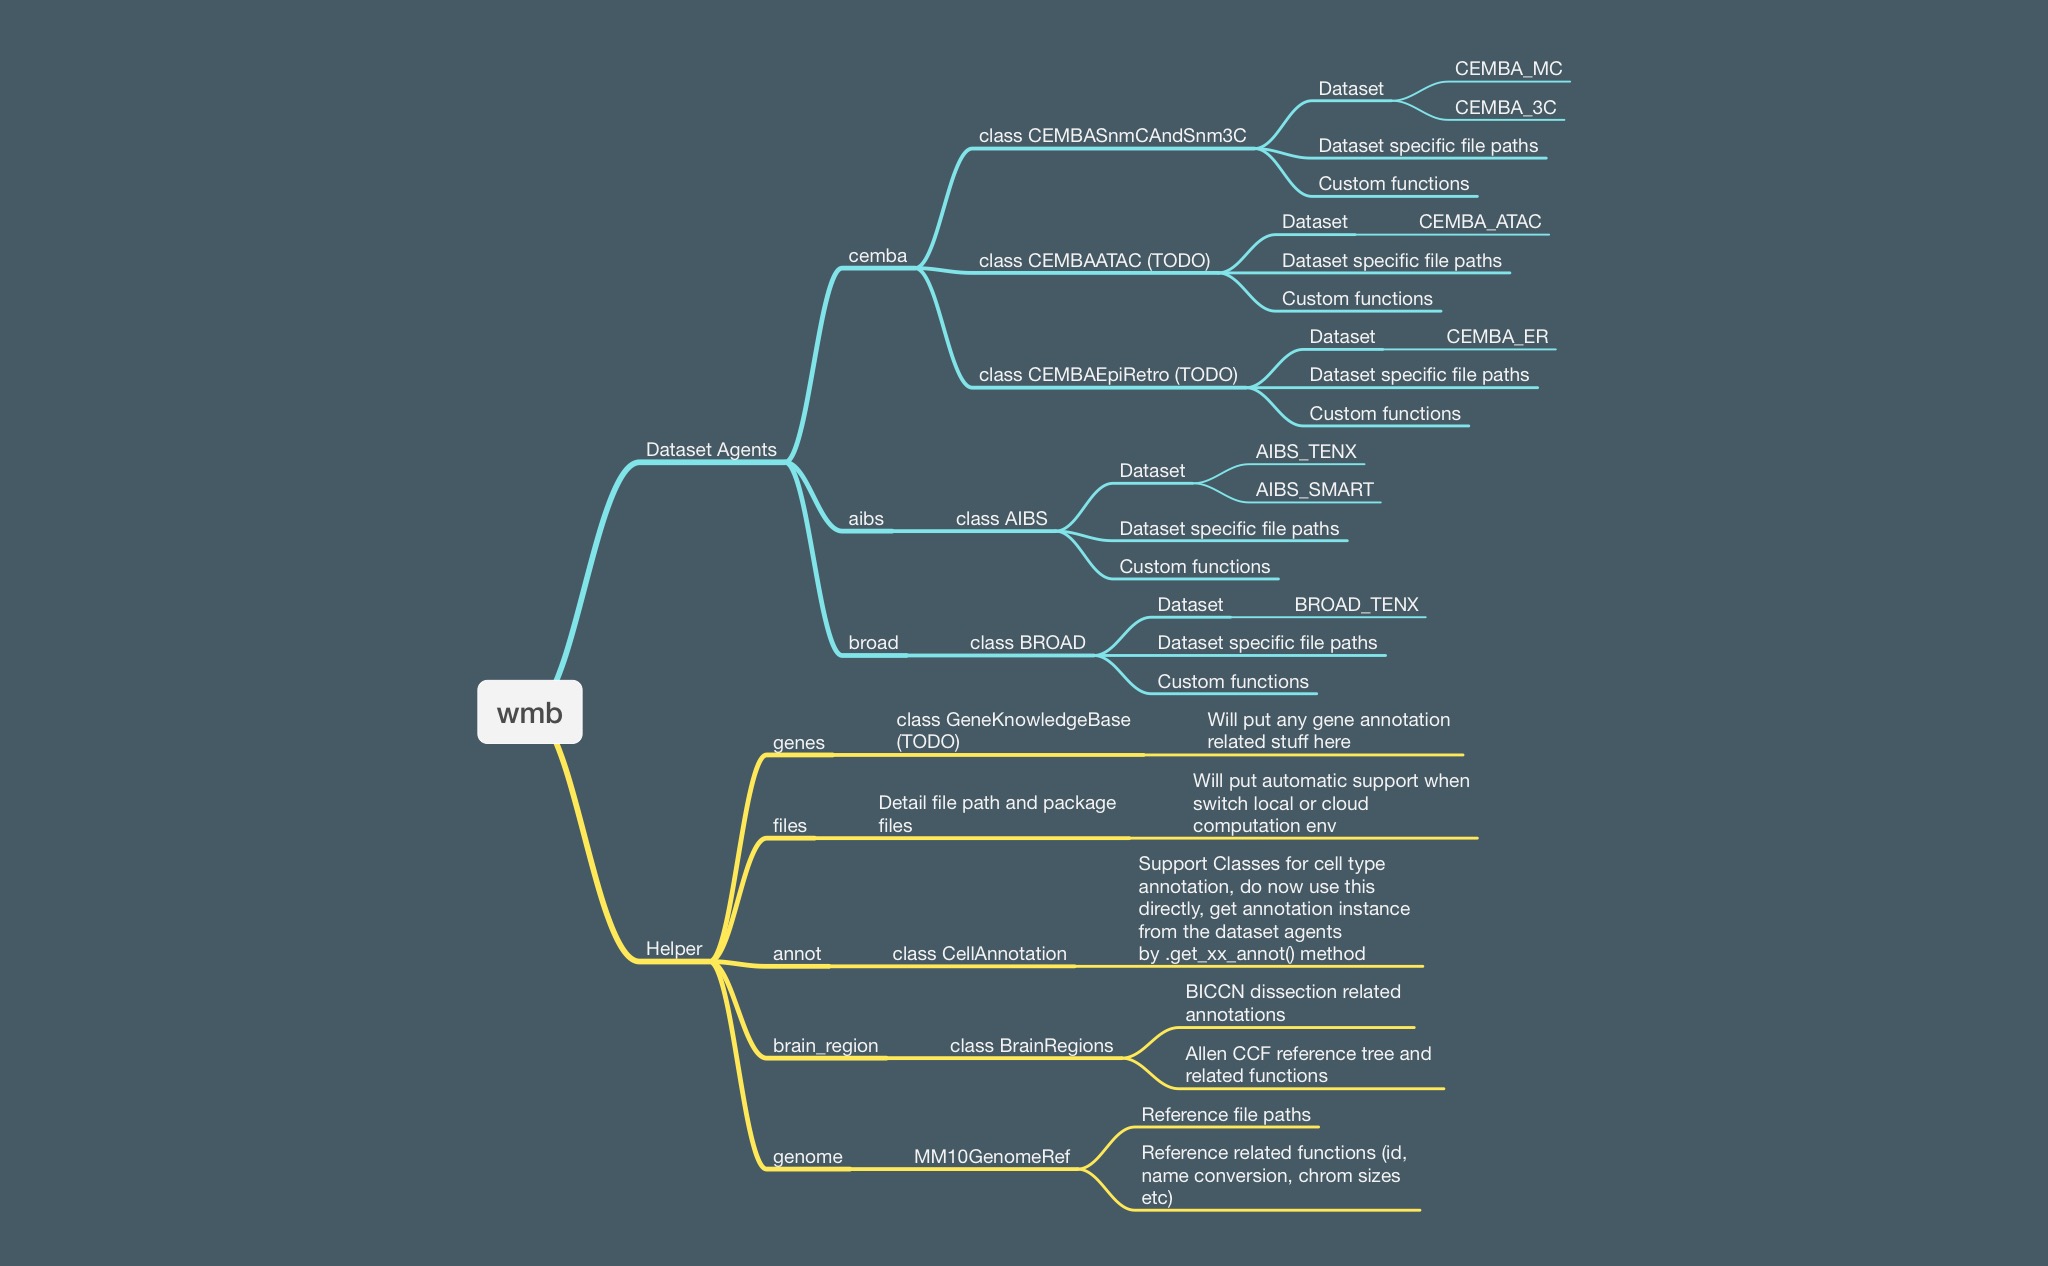 CEMBA_MC
Dataset
CEMBA_3C
class CEMBASnmCAndSnm3C
Dataset specific file paths
Custom functions
Dataset
CEMBA_ATAC
cemba
class CEMBAATAC (TODO)
Dataset specific file paths
Custom functions
Dataset
CEMBA_ER
class CEMBAEpiRetro (TODO)
Dataset specific file paths
Custom functions
Dataset Agents
AIBS_TENX
Dataset
AIBS_SMART
aibs
class AIBS
Dataset specific file paths
Custom functions
Dataset
BROAD_TENX
broad
class BROAD
Dataset specific file paths
Custom functions
wmb
genes
class GeneKnowledgeBase
(TODO)
Will put any gene annotation
related stuff here
files
Detail file path and package
files
Will put automatic support when
switch local or cloud
computation env
Helper
annot
class CellAnnotation
Support Classes for cell type
annotation, do now use this
directly, get annotation instance
from the dataset agents
by .get_xx_annot() method
brain_region
class BrainRegions
BICCN dissection related
annotations
Allen CCF reference tree and
related functions
genome
MM10GenomeRef
Reference file paths
Reference related functions (id,
name conversion, chrom sizes
etc)